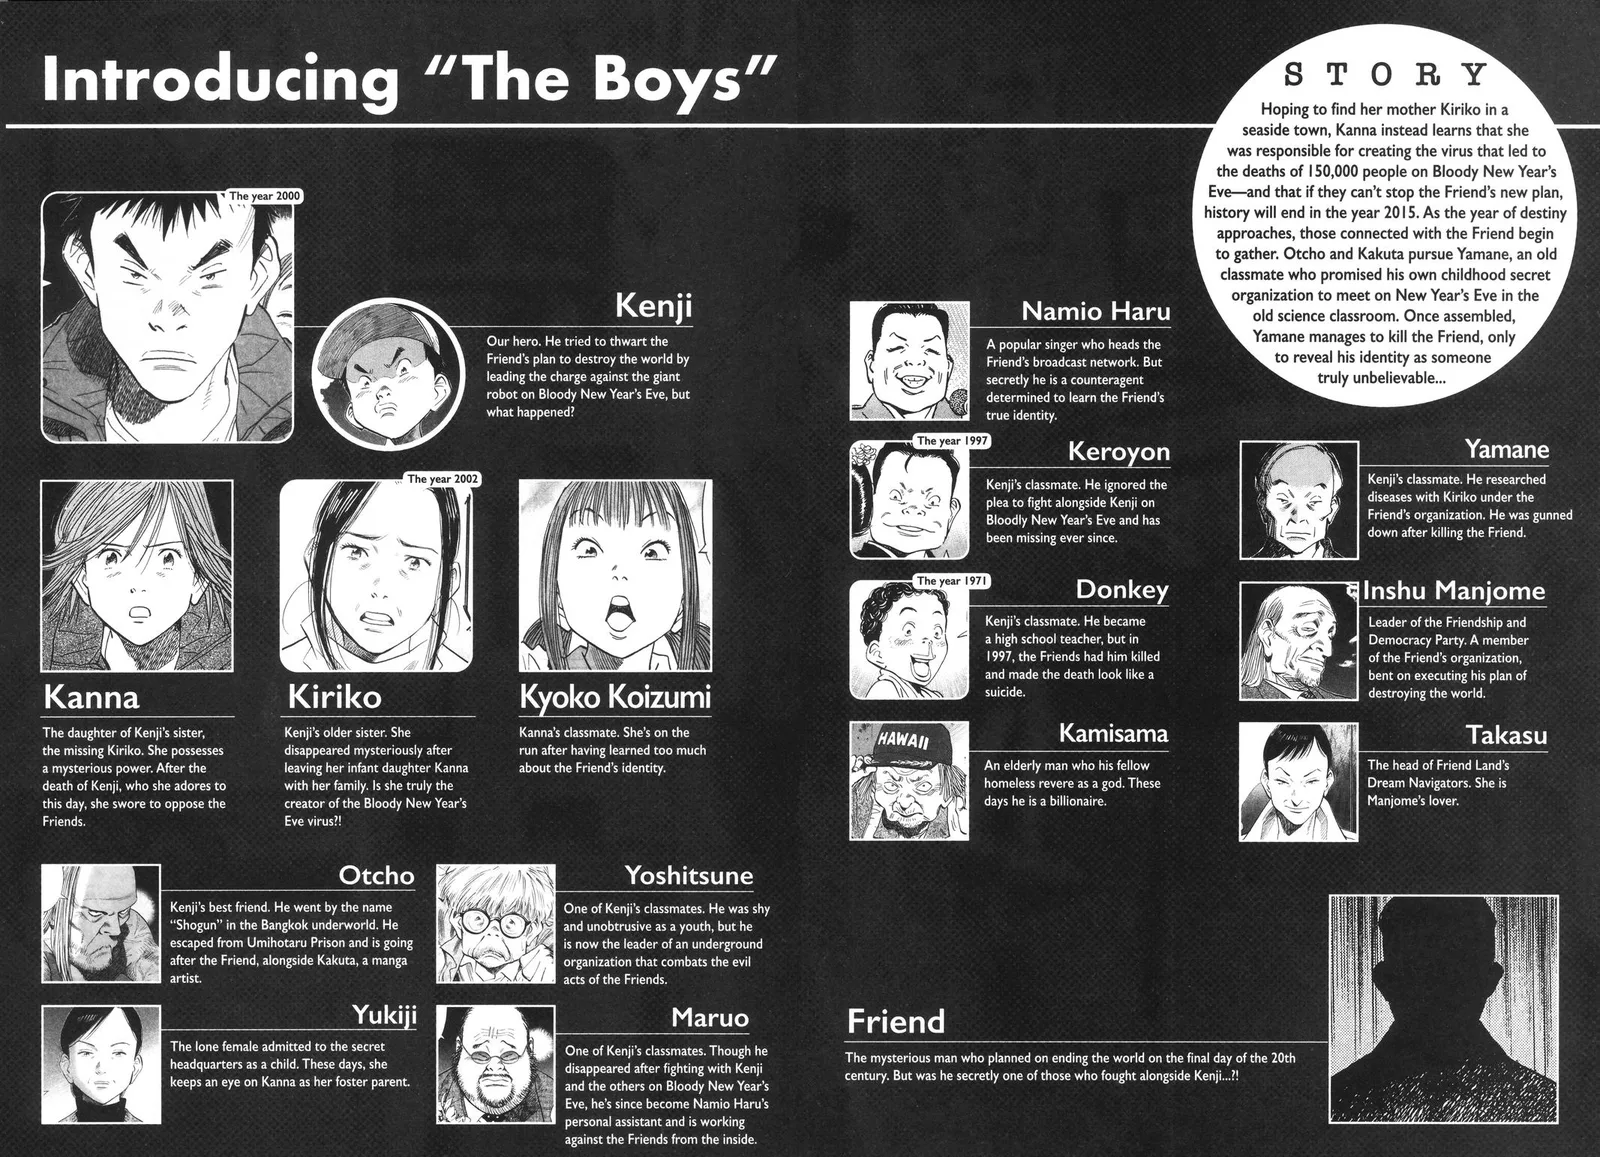 Introducing “The Boys”
STORY
Hoping to find her mother Kiriko in a
seaside town, Kanna instead learns that she
was responsible for creating the virus that led to
the deaths of 150,000 people on Bloody New Year’s
Eve—and that if they can’t stop the Friend’s new plan,
history will end in the year 2015. As the year of destiny
approaches, those connected with the Friend begin
to gather. Otcho and Kakuta pursue Yamane, an old
classmate who promised his own childhood secret
organization to meet on New Year’s Eve in the
old science classroom. Once assembled,
Yamane manages to kill the Friend, only
to reveal his identity as someone
truly unbelievable...
The year 2000
Kenji
Our hero. He tried to thwart the
Friend’s plan to destroy the world by
leading the charge against the giant
robot on Bloody New Year’s Eve, but
what happened?
Kanna
The daughter of Kenji’s sister,
the missing Kiriko. She possesses
a mysterious power. After the
death of Kenji, who she adores to
this day, she swore to oppose the
Friends.
The year 2002
Kiriko
Kenji’s older sister. She
disappeared mysteriously after
leaving her infant daughter Kanna
with her family. Is she truly the
creator of the Bloody New Year’s
Eve virus?!
Kyoko Koizumi
Kanna’s classmate. She’s on the
run after having learned too much
about the Friend’s identity.
Otcho
Kenji’s best friend. He went by the name
“Shogun” in the Bangkok underworld. He
escaped from Umihotaru Prison and is going
after the Friend, alongside Kakuta, a manga
artist.
Yoshitsune
One of Kenji’s classmates. He was shy
and unobtrusive as a youth, but he
is now the leader of an underground
organization that combats the evil
acts of the Friends.
Yukiji
The lone female admitted to the secret
headquarters as a child. These days, she
keeps an eye on Kanna as her foster parent.
Maruo
One of Kenji’s classmates. Though he
disappeared after fighting with Kenji
and the others on Bloody New Year’s
Eve, he’s since become Namio Haru’s
personal assistant and is working
against the Friends from the inside.
Namio Haru
A popular singer who heads the
Friend’s broadcast network. But
secretly he is a counteragent
determined to learn the Friend’s
true identity.
The year 1997
Keroyon
Kenji’s classmate. He ignored the
plea to fight alongside Kenji on
Bloodly New Year’s Eve and has
been missing ever since.
The year 1971
Donkey
Kenji’s classmate. He became
a high school teacher, but in
1997, the Friends had him killed
and made the death look like a
suicide.
HAWAII
Kamisama
An elderly man who his fellow
homeless revere as a god. These
days he is a billionaire.
Yamane
Kenji’s classmate. He researched
diseases with Kiriko under the
Friend’s organization. He was gunned
down after killing the Friend.
Inshu Manjome
Leader of the Friendship and
Democracy Party. A member
of the Friend’s organization,
bent on executing his plan of
destroying the world.
Takasu
The head of Friend Land’s
Dream Navigators. She is
Manjome’s lover.
Friend
The mysterious man who planned on ending the world on the final day of the 20th
century. But was he secretly one of those who fought alongside Kenji...?!